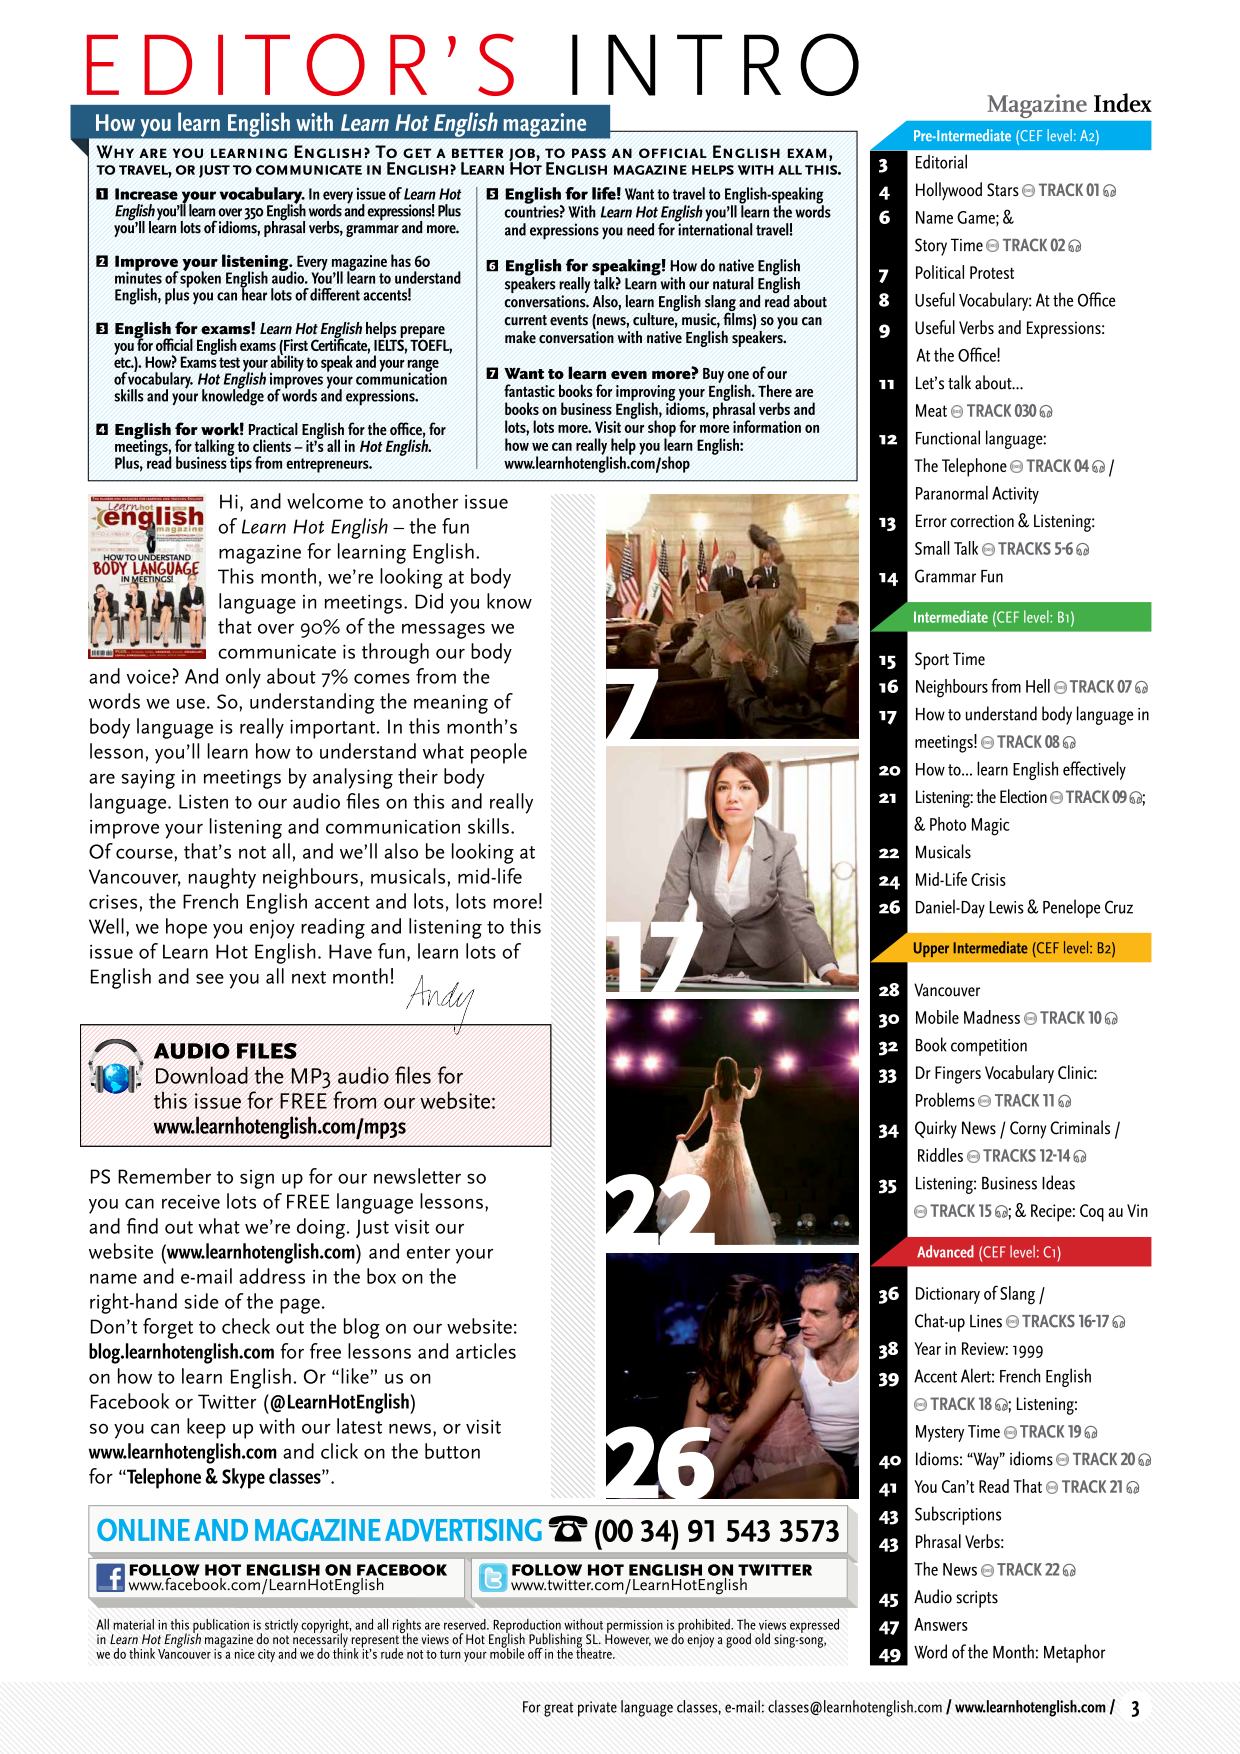 EDITOR'S INTRO
How you learn English with Learn Hot English magazine
WHY ARE YOU LEARNING ENGLISH? TO GET A BETTER JOB, TO PASS AN OFFICIAL ENGLISH EXAM,
TO TRAVEL, OR JUST TO COMMUNICATE IN ENGLISH? LEARN HOT ENGLISH MAGAZINE HELPS WITH ALL THIS.
1 Increase your vocabulary. In every issue of Learn Hot
English you'll learn over 350 English words and expressions! Plus
you'll learn lots of idioms, phrasal verbs, grammar and more.
2 Improve your listening. Every magazine has 60
minutes of spoken English audio. You'll learn to understand
English, plus you can hear lots of different accents!
3 English for exams! Learn Hot English helps prepare
you for official English exams (First Certificate, IELTS, TOEFL,
etc.). How? Exams test your ability to speak and your range
of vocabulary. Hot English improves your communication
skills and your knowledge of words and expressions.
4 English for work! Practical English for the office, for
meetings, for talking to clients – it's all in Hot English.
Plus, read business tips from entrepreneurs.
5 English for life! Want to travel to English-speaking
countries? With Learn Hot English you'll learn the words
and expressions you need for international travel!
6 English for speaking! How do native English
speakers really talk? Learn with our natural English
conversations. Also, learn English slang and read about
current events (news, culture, music, films) so you can
make conversation with native English speakers.
7 Want to learn even more? Buy one of our
fantastic books for improving your English. There are
books on business English, idioms, phrasal verbs and
lots, lots more. Visit our shop for more information on
how we can really help you learn English:
www.learnhotenglish.com/shop
Learn hot
english
magazine
HOW TO UNDERSTAND
BODY LANGUAGE
IN MEETINGS!
Hi, and welcome to another issue
of Learn Hot English – the fun
magazine for learning English.
This month, we're looking at body
language in meetings. Did you know
that over 90% of the messages we
communicate is through our body
and voice? And only about 7% comes from the
words we use. So, understanding the meaning of
body language is really important. In this month's
lesson, you'll learn how to understand what people
are saying in meetings by analysing their body
language. Listen to our audio files on this and really
improve your listening and communication skills.
Of course, that's not all, and we'll also be looking at
Vancouver, naughty neighbours, musicals, mid-life
crises, the French English accent and lots, lots more!
Well, we hope you enjoy reading and listening to this
issue of Learn Hot English. Have fun, learn lots of
English and see you all next month!
Andy
AUDIO FILES
Download the MP3 audio files for
this issue for FREE from our website:
www.learnhotenglish.com/mp3s
PS Remember to sign up for our newsletter so
you can receive lots of FREE language lessons,
and find out what we're doing. Just visit our
website (www.learnhotenglish.com) and enter your
name and e-mail address in the box on the
right-hand side of the page.
Don't forget to check out the blog on our website:
blog.learnhotenglish.com for free lessons and articles
on how to learn English. Or "like" us on
Facebook or Twitter (@LearnHotEnglish)
so you can keep up with our latest news, or visit
www.learnhotenglish.com and click on the button
for "Telephone & Skype classes".
7
17
22
26
ONLINE AND MAGAZINE ADVERTISING (00 34) 91 543 3573
FOLLOW HOT ENGLISH ON FACEBOOK
www.facebook.com/LearnHotEnglish
FOLLOW HOT ENGLISH ON TWITTER
www.twitter.com/LearnHotEnglish
All material in this publication is strictly copyright, and all rights are reserved. Reproduction without permission is prohibited. The views expressed
in Learn Hot English magazine do not necessarily represent the views of Hot English Publishing SL. However, we do enjoy a good old sing-song,
we do think Vancouver is a nice city and we do think it's rude not to turn your mobile off in the theatre.
Magazine Index
Pre-Intermediate (CEF level: A2)
3 Editorial
4 Hollywood Stars TRACK 01
6 Name Game; &
Story Time TRACK 02
7 Political Protest
8 Useful Vocabulary: At the Office
9 Useful Verbs and Expressions:
At the Office!
11 Let's talk about...
Meat TRACK 030
12 Functional language:
The Telephone TRACK 04 /
Paranormal Activity
13 Error correction & Listening:
Small Talk TRACKS 5-6
14 Grammar Fun
Intermediate (CEF level: B1)
15 Sport Time
16 Neighbours from Hell TRACK 07
17 How to understand body language in
meetings! TRACK 08
20 How to... learn English effectively
21 Listening: the Election TRACK 09;
& Photo Magic
22 Musicals
24 Mid-Life Crisis
26 Daniel-Day Lewis & Penelope Cruz
Upper Intermediate (CEF level: B2)
28 Vancouver
30 Mobile Madness TRACK 10
32 Book competition
33 Dr Fingers Vocabulary Clinic:
Problems TRACK 11
34 Quirky News / Corny Criminals /
Riddles TRACKS 12-14
35 Listening: Business Ideas
TRACK 15; & Recipe: Coq au Vin
Advanced (CEF level: C1)
36 Dictionary of Slang /
Chat-up Lines TRACKS 16-17
38 Year in Review: 1999
39 Accent Alert: French English
TRACK 18; Listening:
Mystery Time TRACK 19
40 Idioms: "Way" idioms TRACK 20
41 You Can't Read That TRACK 21
43 Subscriptions
43 Phrasal Verbs:
The News TRACK 22
45 Audio scripts
47 Answers
49 Word of the Month: Metaphor
For great private language classes, e-mail: classes@learnhotenglish.com / www.learnhotenglish.com / 3